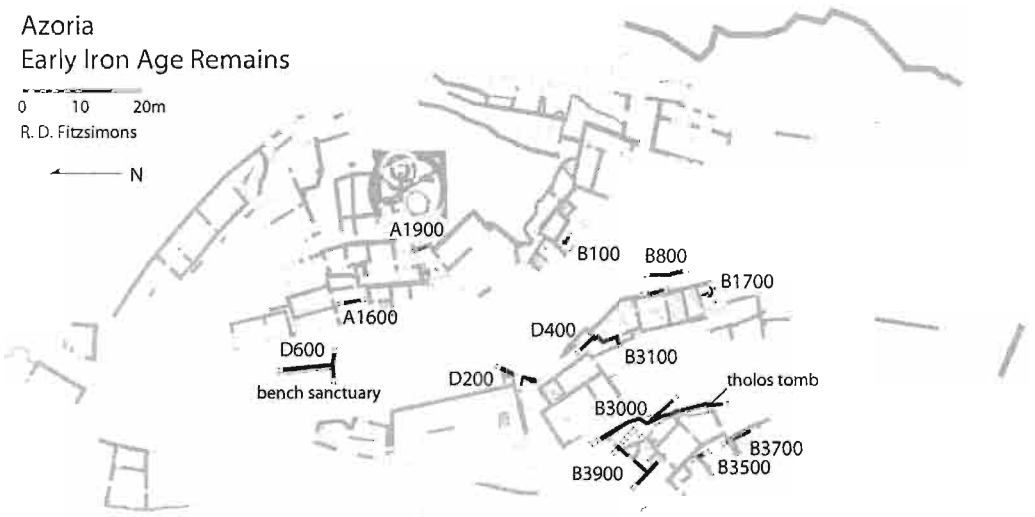 Azoria
Early Iron Age Remains
0 10 20m
R. D. Fitzsimons
N
A1900
B100
B800
B1700
A1600
D400
D600
B3100
bench sanctuary
D200
tholos tomb
B3000
B3700
B3900
B3500